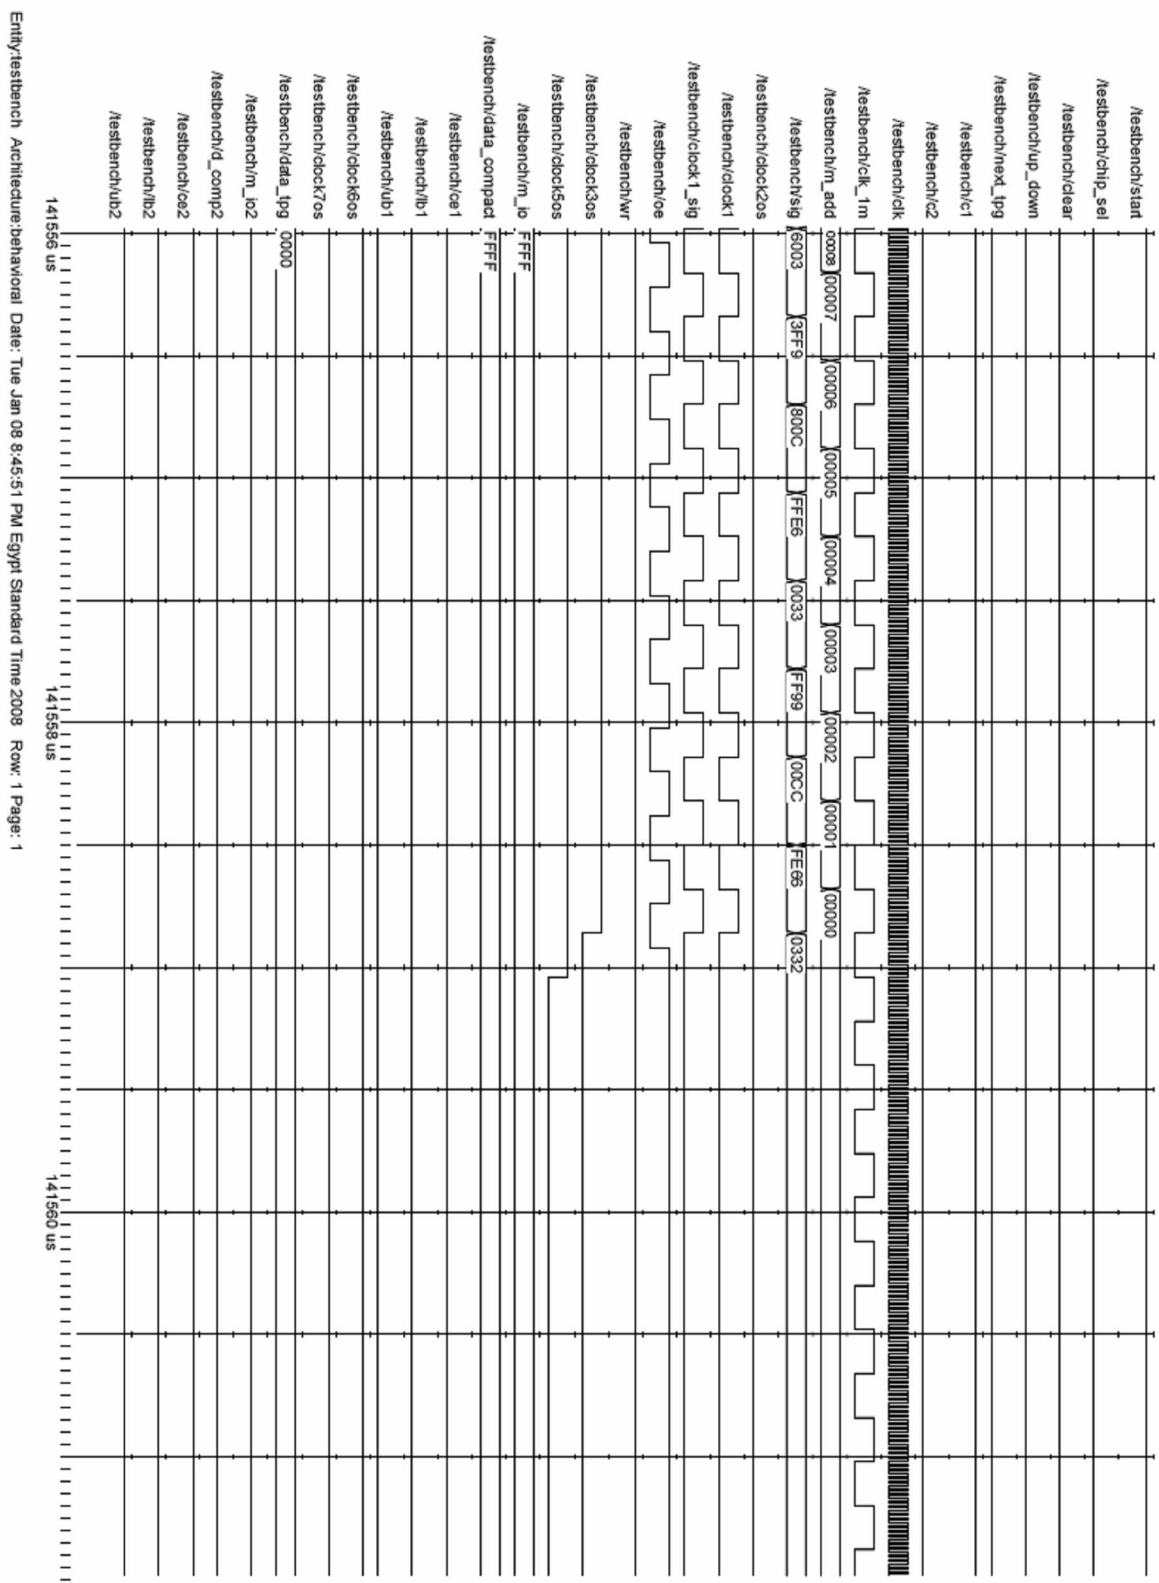 /testbench/start
/testbench/chip_sel
/testbench/clear
/testbench/up_down
/testbench/next_tpg
/testbench/c1
/testbench/c2
/testbench/clk
/testbench/clk_1m
/testbench/m_add 00008 00007 00006 00005 00004 00003 00002 00001 00000
/testbench/sig 6003 3FF9 800C FFE6 0033 FF99 00CC FE66 0332
/testbench/clock2os
/testbench/clock1
/testbench/clock1_sig
/testbench/oe
/testbench/wr
/testbench/clock3os
/testbench/clock5os
/testbench/m_io FFFF
/testbench/data_compact FFFF
/testbench/ce1
/testbench/lb1
/testbench/ub1
/testbench/clock6os
/testbench/clock7os
/testbench/data_tpg 0000
/testbench/m_io2
/testbench/d_comp2
/testbench/ce2
/testbench/lb2
/testbench/ub2
141556 us 141558 us 141560 us
Entity:testbench Architecture:behavioral Date: Tue Jan 08 8:45:51 PM Egypt Standard Time 2008 Row: 1 Page: 1